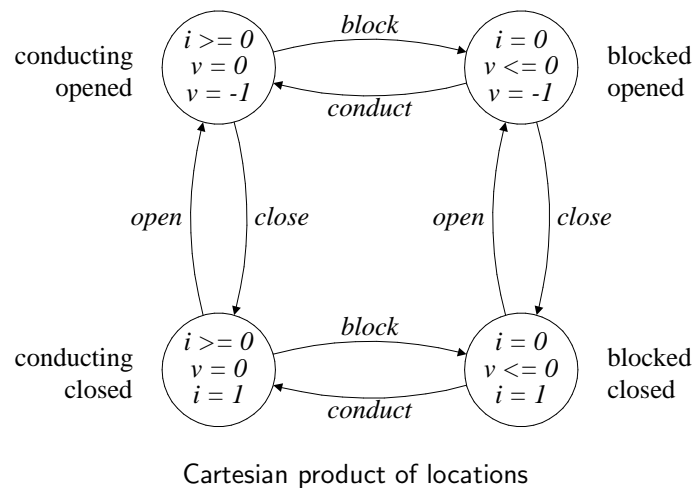 block
conducting
opened
i >= 0
v = 0
v = -1
i = 0
v <= 0
v = -1
blocked
opened
conduct
open
close
open
close
block
conducting
closed
i >= 0
v = 0
i = 1
i = 0
v <= 0
i = 1
blocked
closed
conduct
Cartesian product of locations